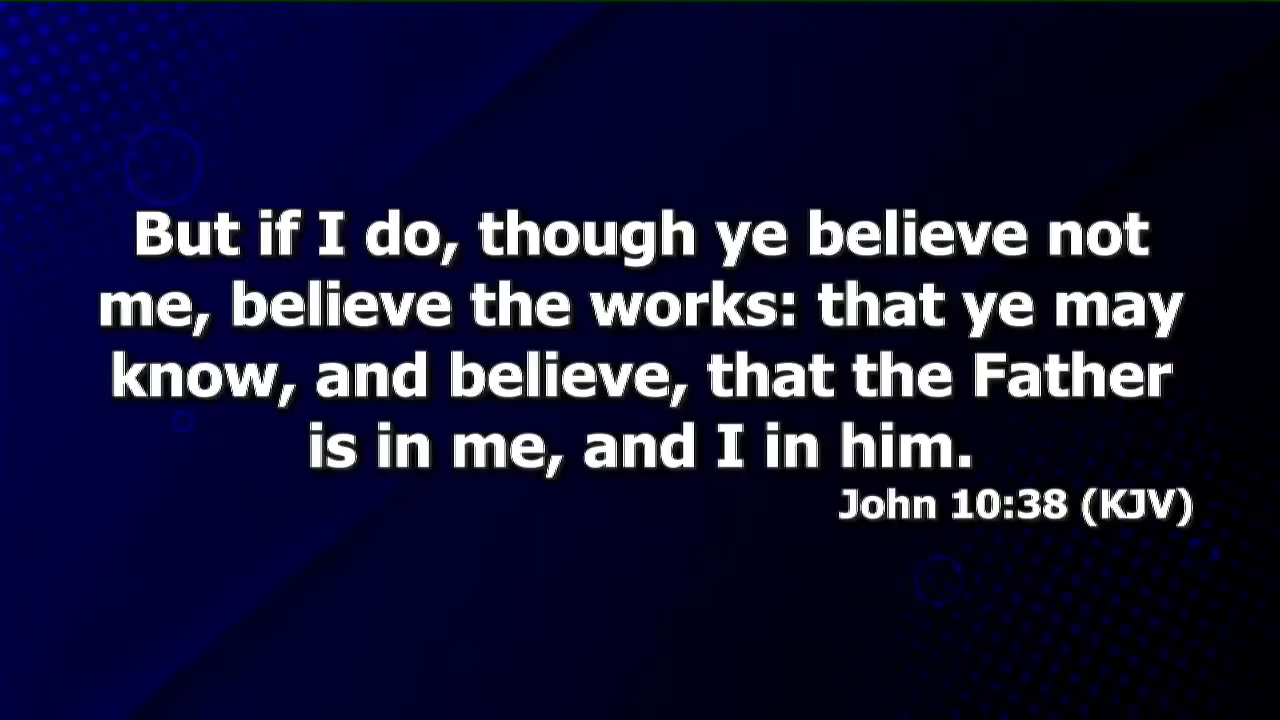 But if I do, though ye believe not
me, believe the works: that ye may
know, and believe, that the Father
is in me, and I in him.
John 10:38 (KJV)